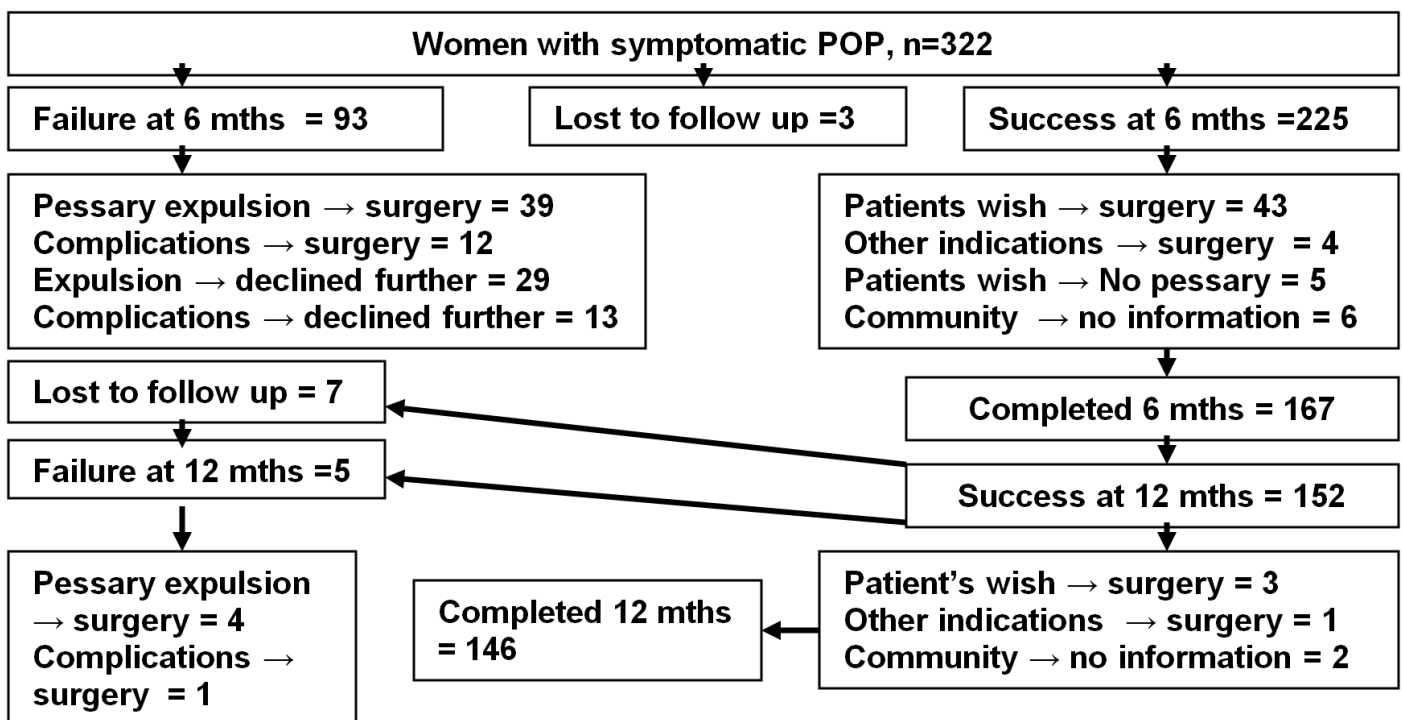 Women with symptomatic POP, n=322
Failure at 6 mths = 93
Lost to follow up =3
Success at 6 mths =225
Pessary expulsion → surgery = 39
Complications → surgery = 12
Expulsion → declined further = 29
Complications → declined further = 13
Patients wish → surgery = 43
Other indications → surgery = 4
Patients wish → No pessary = 5
Community → no information = 6
Lost to follow up = 7
Completed 6 mths = 167
Failure at 12 mths =5
Success at 12 mths = 152
Pessary expulsion
→ surgery = 4
Complications →
surgery = 1
Completed 12 mths
= 146
Patient’s wish → surgery = 3
Other indications → surgery = 1
Community → no information = 2